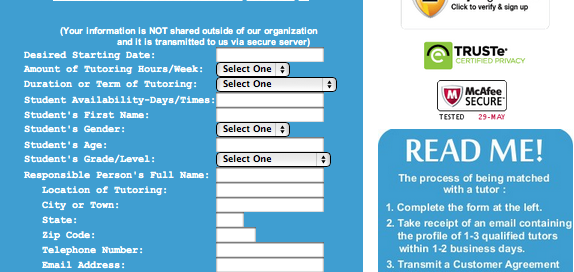 (Your information is NOT shared outside of our organization
and it is transmitted to us via secure server)
Desired Starting Date:
Amount of Tutoring Hours/Week: Select One
Duration or Term of Tutoring: Select One
Student Availability-Days/Times:
Student's First Name:
Student's Gender: Select One
Student's Age:
Student's Grade/Level: Select One
Responsible Person's Full Name:
Location of Tutoring:
City or Town:
State:
Zip Code:
Telephone Number:
Email Address:
Click to verify & sign up
TRUSTe
CERTIFIED PRIVACY
McAfee
SECURE
TESTED 29-MAY
READ ME!
The process of being matched
with a tutor :
1. Complete the form at the left.
2. Take receipt of an email containing
the profile of 1-3 qualified tutors
within 1-2 business days.
3. Transmit a Customer Agreement